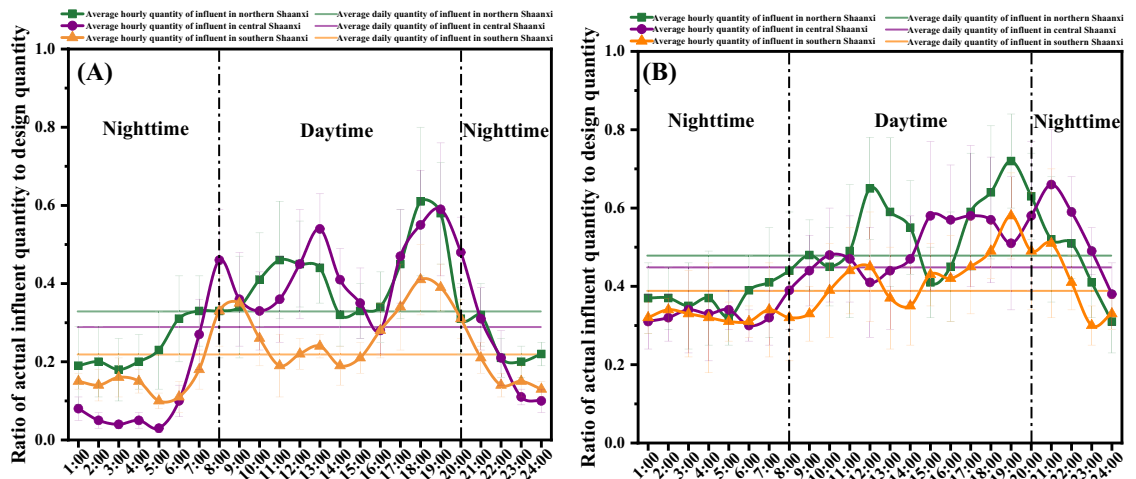 Average hourly quantity of influent in northern Shaanxi
Average daily quantity of influent in northern Shaanxi
Average hourly quantity of influent in central Shaanxi
Average daily quantity of influent in central Shaanxi
Average hourly quantity of influent in southern Shaanxi
Average daily quantity of influent in southern Shaanxi
Ratio of actual influent quantity to design quantity
1.0
0.8
0.6
0.4
0.2
0.0
(A)
Nighttime
Daytime
Nighttime
1:00
2:00
3:00
4:00
5:00
6:00
7:00
8:00
9:00
10:00
11:00
12:00
13:00
14:00
15:00
16:00
17:00
18:00
19:00
20:00
21:00
22:00
23:00
24:00
Average hourly quantity of influent in northern Shaanxi
Average daily quantity of influent in northern Shaanxi
Average hourly quantity of influent in central Shaanxi
Average daily quantity of influent in central Shaanxi
Average hourly quantity of influent in southern Shaanxi
Average daily quantity of influent in southern Shaanxi
Ratio of actual influent quantity to design quantity
1.0
0.8
0.6
0.4
0.2
0.0
(B)
Nighttime
Daytime
Nighttime
1:00
2:00
3:00
4:00
5:00
6:00
7:00
8:00
9:00
10:00
11:00
12:00
13:00
14:00
15:00
16:00
17:00
18:00
19:00
20:00
21:00
22:00
23:00
24:00